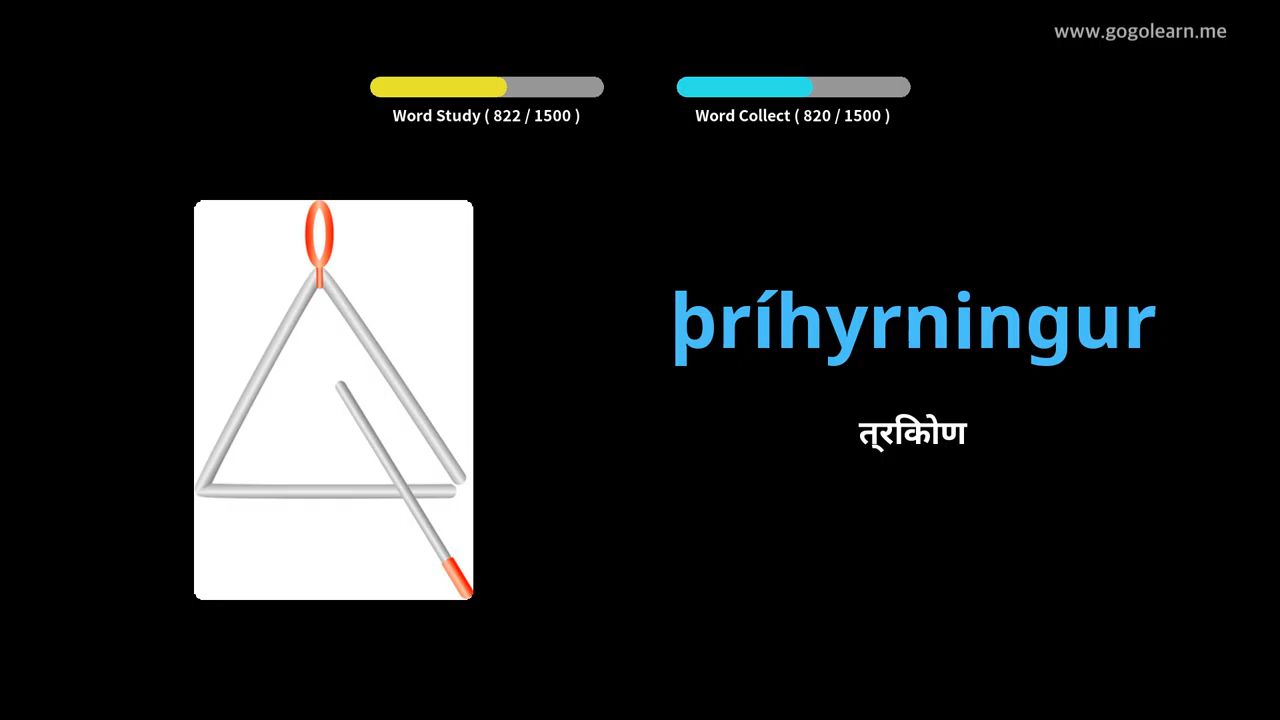 www.gogolearn.me
Word Study ( 822 / 1500 )
Word Collect ( 820 / 1500 )
þríhyrningur
त्रिकोण